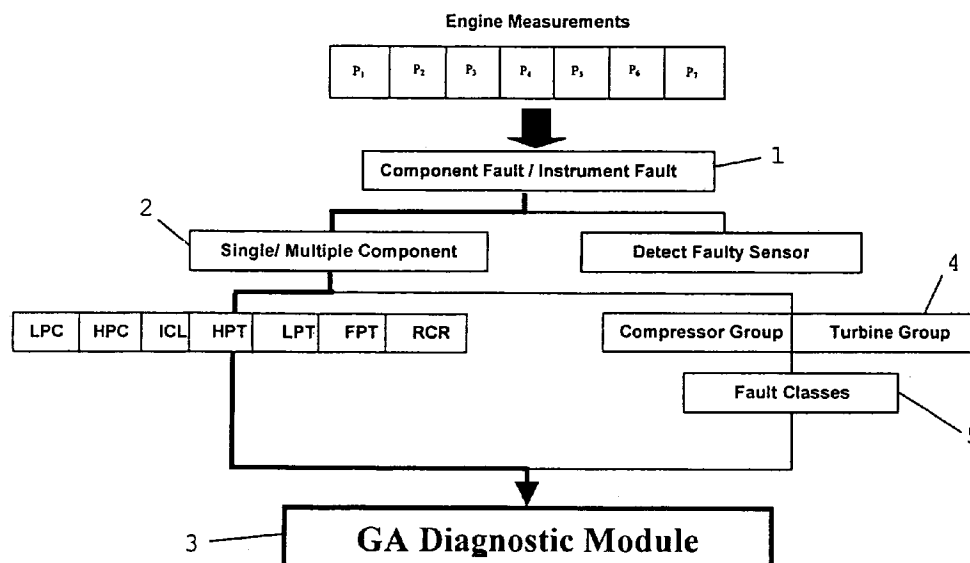 Engine Measurements
P₁ P₂ P₃ P₄ P₅ P₆ P₇
Component Fault / Instrument Fault
1
2
Single/ Multiple Component
Detect Faulty Sensor
4
LPC HPC ICL HPT LPT FPT RCR
Compressor Group Turbine Group
Fault Classes
5
3
GA Diagnostic Module